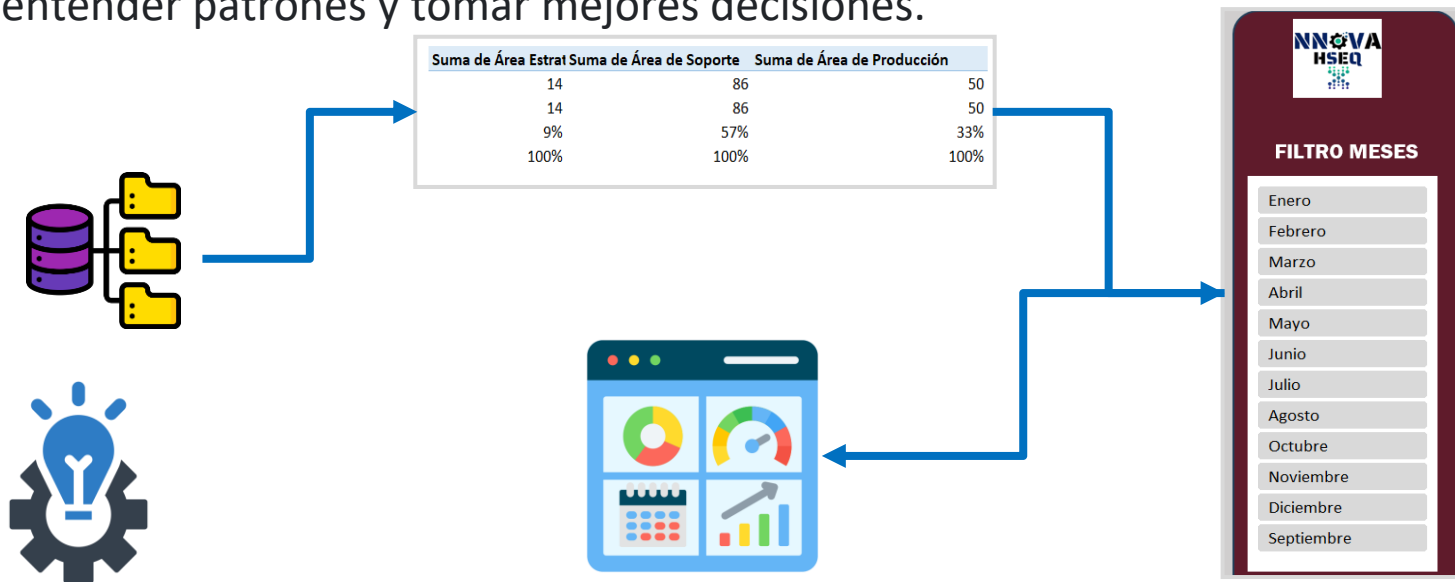 entender patrones y tomar mejores decisiones.
Suma de Área Estrat Suma de Área de Soporte Suma de Área de Producción
14 86 50
14 86 50
9% 57% 33%
100% 100% 100%
NNOVA
HSEQ
FILTRO MESES
Enero
Febrero
Marzo
Abril
Mayo
Junio
Julio
Agosto
Octubre
Noviembre
Diciembre
Septiembre